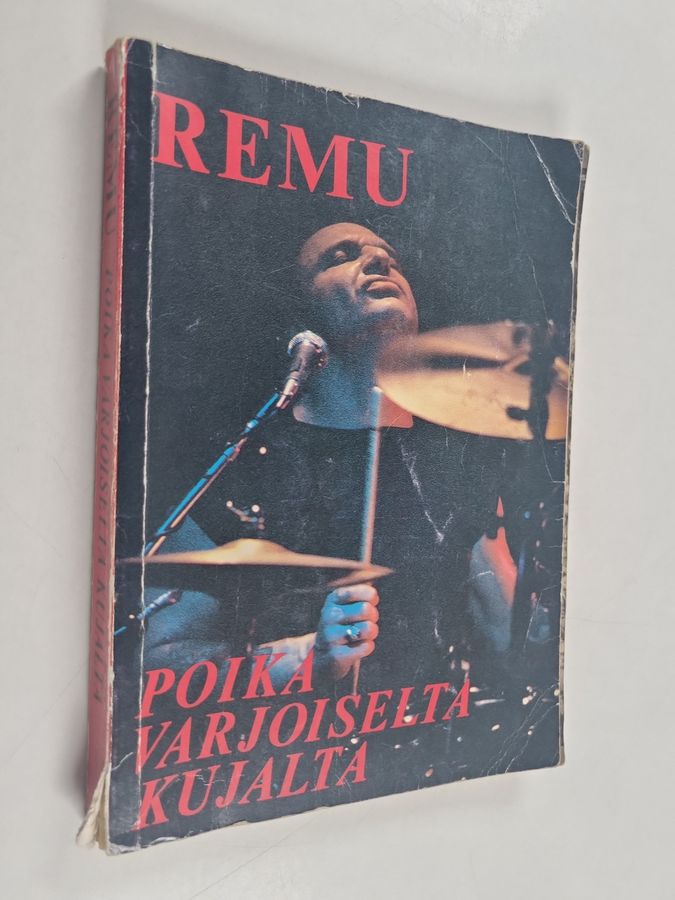 REMU
POIKA
VARJOISELTA
KUJALTA
REMU POIKA VARJOISELTA KUJALTA